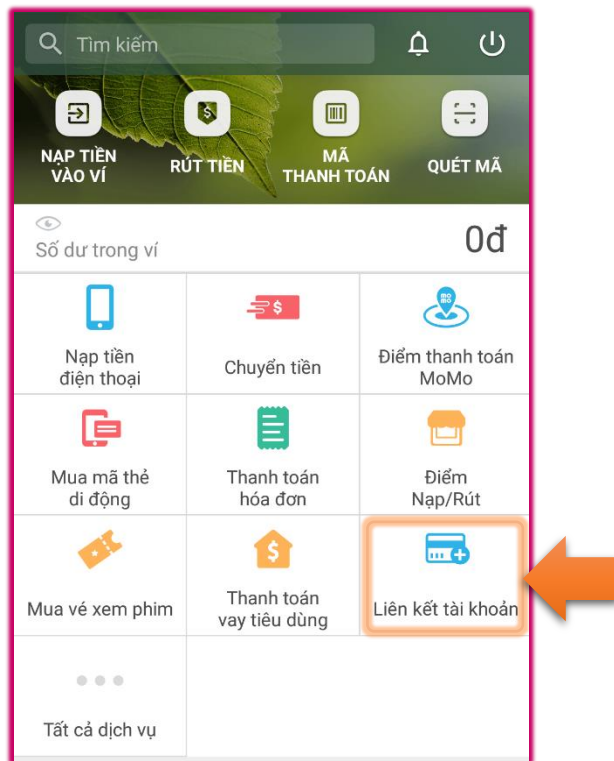 Tìm kiếm
NẠP TIỀN
VÀO VÍ
RÚT TIỀN
MÃ
THANH TOÁN
QUÉT MÃ
Số dư trong ví
0đ
Nạp tiền
điện thoại
Chuyển tiền
mo
mo
Điểm thanh toán
MoMo
Mua mã thẻ
di động
Thanh toán
hóa đơn
Điểm
Nạp/Rút
Mua vé xem phim
$
Thanh toán
vay tiêu dùng
Liên kết tài khoản
Tất cả dịch vụ